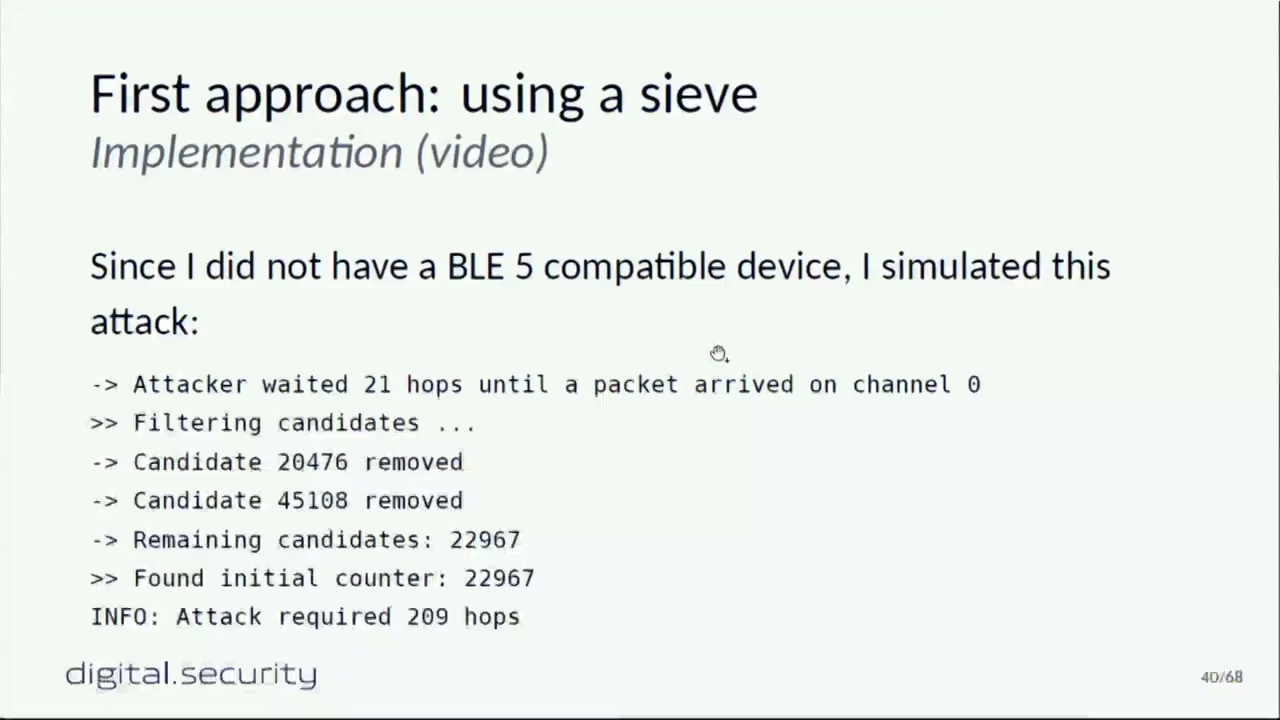 First approach: using a sieve
Implementation (video)
Since I did not have a BLE 5 compatible device, I simulated this
attack:
-> Attacker waited 21 hops until a packet arrived on channel 0
>> Filtering candidates ...
-> Candidate 20476 removed
-> Candidate 45108 removed
-> Remaining candidates: 22967
>> Found initial counter: 22967
INFO: Attack required 209 hops
digital.security
40/68